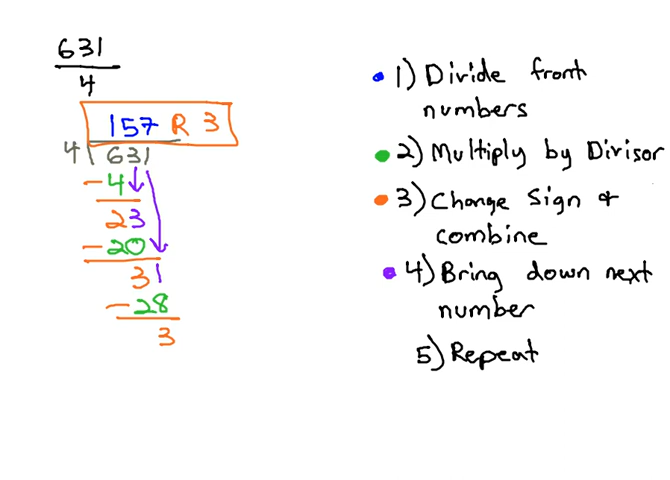 631
4
157 R 3
4 631
- 4
23
- 20
31
- 28
3
1) Divide front
numbers
2) Multiply by Divisor
3) Change Sign &
combine
4) Bring down next
number
5) Repeat